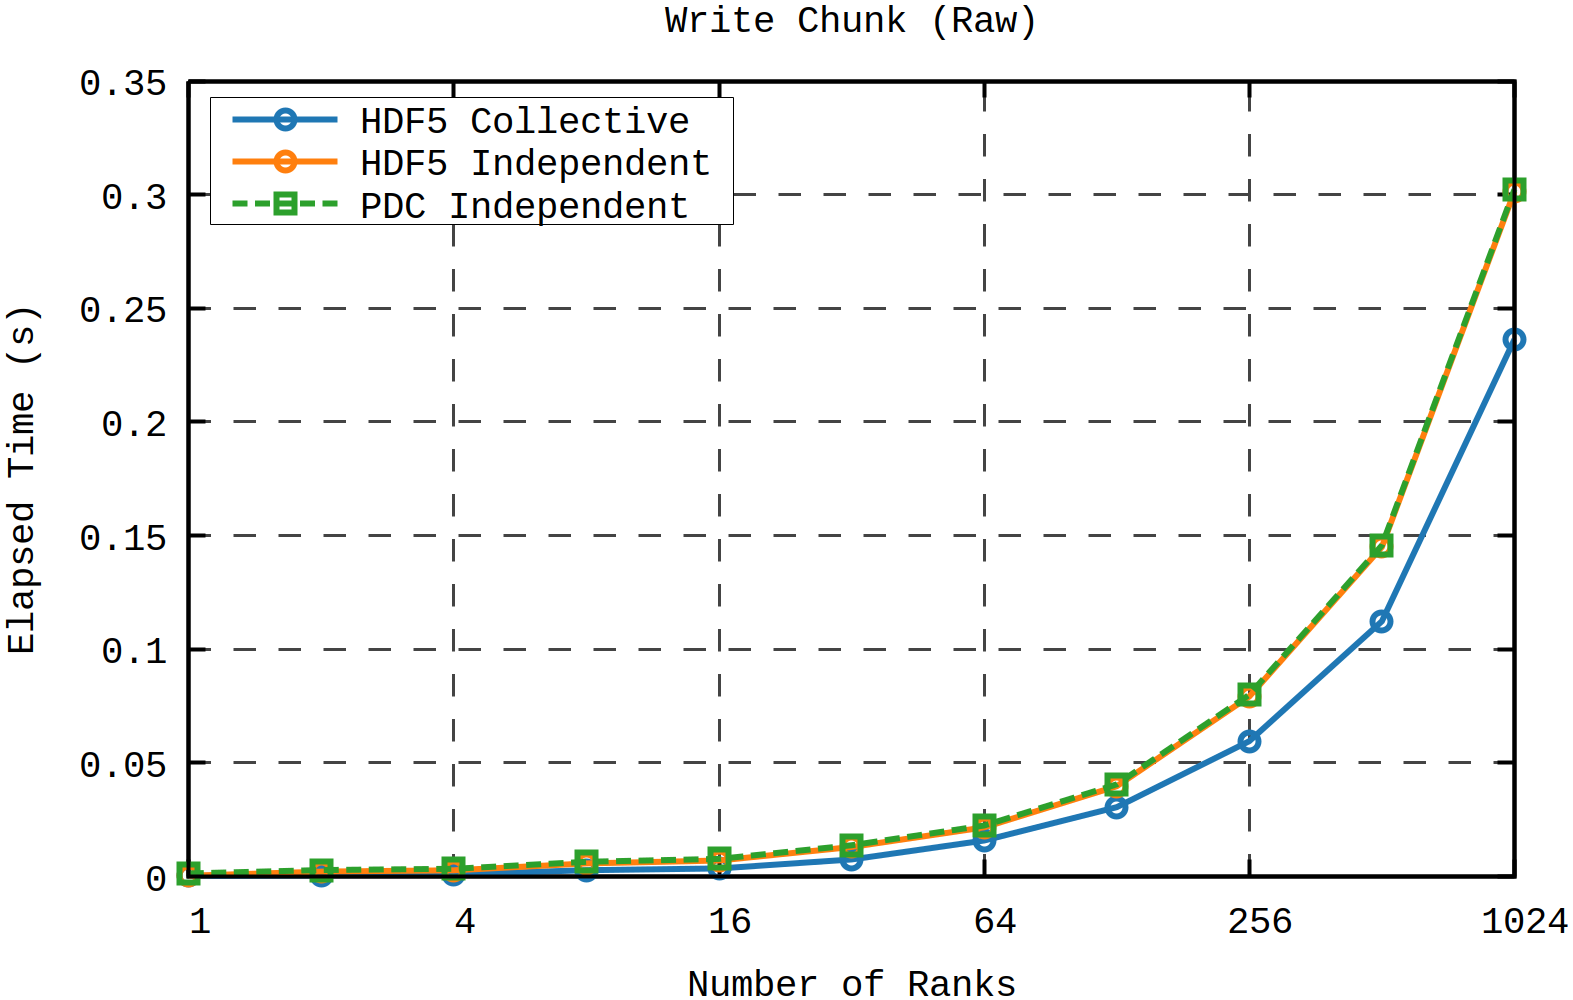 Write Chunk (Raw)
0.35
0.3
0.25
0.2
0.15
0.1
0.05
0
Elapsed Time (s)
HDF5 Collective
HDF5 Independent
PDC Independent
1 4 16 64 256 1024
Number of Ranks